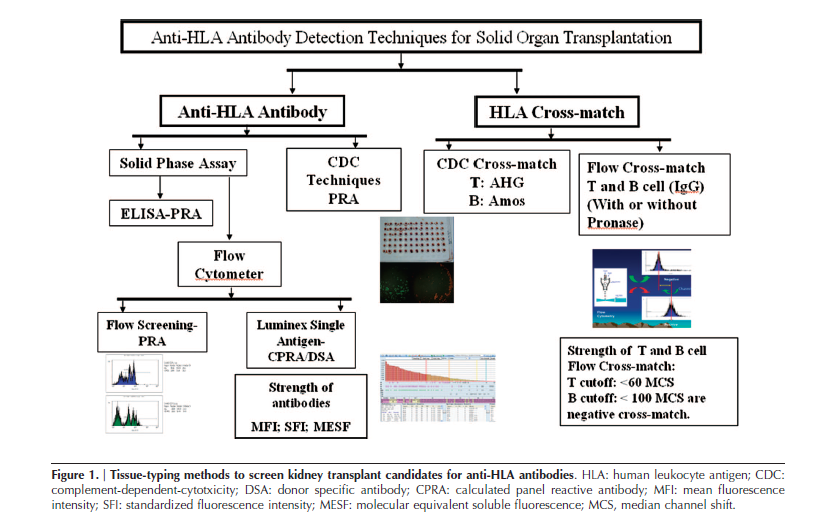 Anti-HLA Antibody Detection Techniques for Solid Organ Transplantation
Anti-HLA Antibody
HLA Cross-match
Solid Phase Assay
CDC
Techniques
PRA
CDC Cross-match
T: AHG
B: Amos
Flow Cross-match
T and B cell (IgG)
(With or without
Pronase)
ELISA-PRA
Flow
Cytometer
Flow Screening-
PRA
Luminex Single
Antigen-
CPRA/DSA
Strength of
antibodies
MFI; SFI; MESF
Negative
Flow
Cytometry
Positive
Strength of T and B cell
Flow Cross-match:
T cutoff: <60 MCS
B cutoff: < 100 MCS are
negative cross-match.
Figure 1. | Tissue-typing methods to screen kidney transplant candidates for anti-HLA antibodies. HLA: human leukocyte antigen; CDC:
complement-dependent-cytotxicity; DSA: donor specific antibody; CPRA: calculated panel reactive antibody; MFI: mean fluorescence
intensity; SFI: standardized fluorescence intensity; MESF: molecular equivalent soluble fluorescence; MCS, median channel shift.